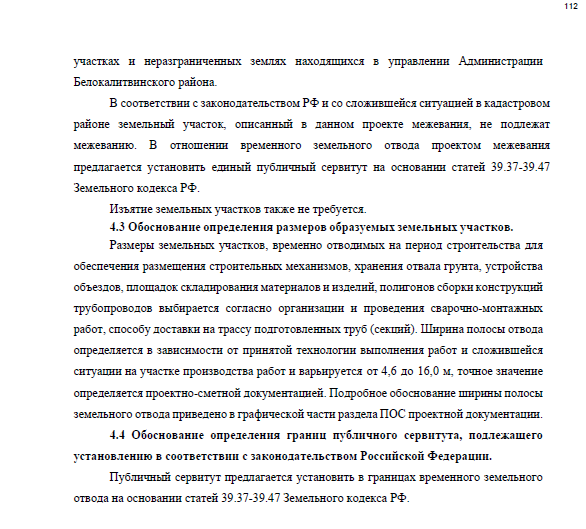 112
участках и неразграниченных землях находящихся в управлении Администрации
Белокалитвинского района.
В соответствии с законодательством РФ и со сложившейся ситуацией в кадастровом
районе земельный участок, описанный в данном проекте межевания, не подлежат
межеванию. В отношении временного земельного отвода проектом межевания
предлагается установить единый публичный сервитут на основании статей 39.37-39.47
Земельного кодекса РФ.
Изъятие земельных участков также не требуется.
4.3 Обоснование определения размеров образуемых земельных участков.
Размеры земельных участков, временно отводимых на период строительства для
обеспечения размещения строительных механизмов, хранения отвала грунта, устройства
объездов, площадок складирования материалов и изделий, полигонов сборки конструкций
трубопроводов выбирается согласно организации и проведения сварочно-монтажных
работ, способу доставки на трассу подготовленных труб (секций). Ширина полосы отвода
определяется в зависимости от принятой технологии выполнения работ и сложившейся
ситуации на участке производства работ и варьируется от 4,6 до 16,0 м, точное значение
определяется проектно-сметной документацией. Подробное обоснование ширины полосы
земельного отвода приведено в графической части раздела ПОС проектной документации.
4.4 Обоснование определения границ публичного сервитута, подлежащего
установлению в соответствии с законодательством Российской Федерации.
Публичный сервитут предлагается установить в границах временного земельного
отвода на основании статей 39.37-39.47 Земельного кодекса РФ.